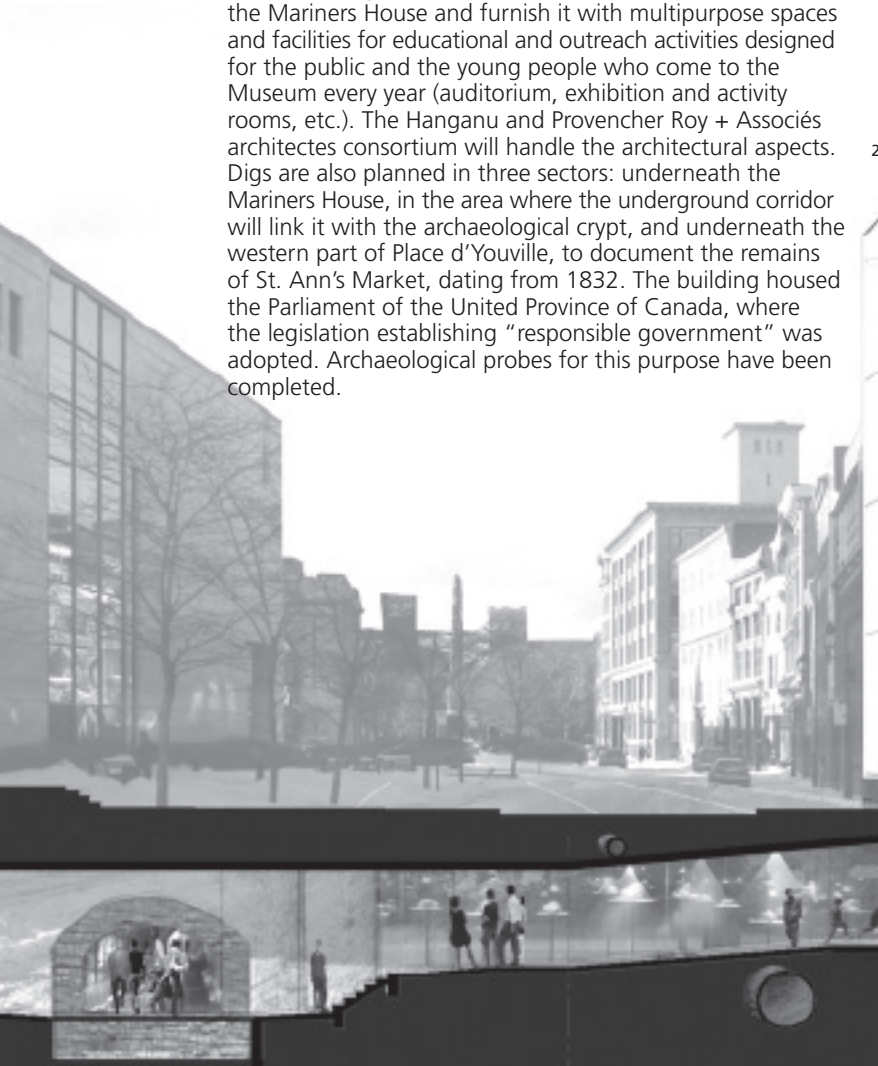 the Mariners House and furnish it with multipurpose spaces
and facilities for educational and outreach activities designed
for the public and the young people who come to the
Museum every year (auditorium, exhibition and activity
rooms, etc.). The Hanganu and Provencher Roy + Associés
architectes consortium will handle the architectural aspects.
Digs are also planned in three sectors: underneath the
Mariners House, in the area where the underground corridor
will link it with the archaeological crypt, and underneath the
western part of Place d’Youville, to document the remains
of St. Ann’s Market, dating from 1832. The building housed
the Parliament of the United Province of Canada, where
the legislation establishing “responsible government” was
adopted. Archaeological probes for this purpose have been
completed.
2